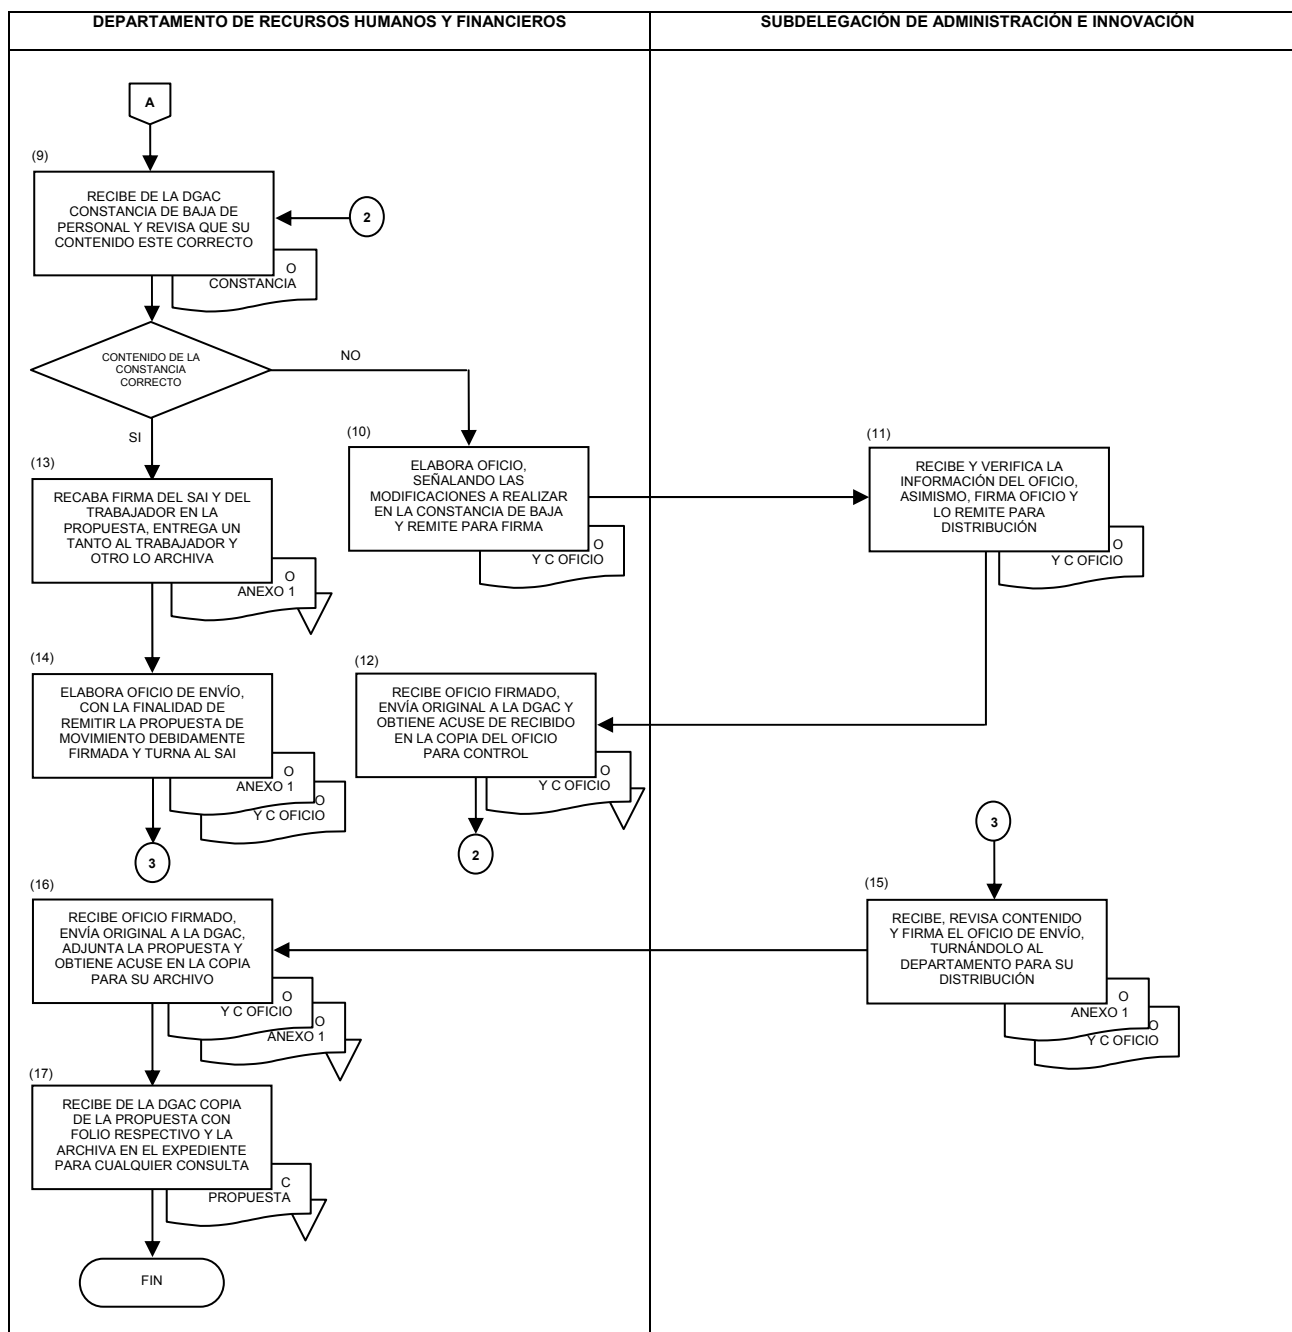 DEPARTAMENTO DE RECURSOS HUMANOS Y FINANCIEROS
SUBDELEGACIÓN DE ADMINISTRACIÓN E INNOVACIÓN
A
(9)
RECIBE DE LA DGAC
CONSTANCIA DE BAJA DE
PERSONAL Y REVISA QUE SU
CONTENIDO ESTE CORRECTO
2
O
CONSTANCIA
CONTENIDO DE LA
CONSTANCIA
CORRECTO
NO
SI
(10)
ELABORA OFICIO,
SEÑALANDO LAS
MODIFICACIONES A REALIZAR
EN LA CONSTANCIA DE BAJA
Y REMITE PARA FIRMA
O
Y C OFICIO
(11)
RECIBE Y VERIFICA LA
INFORMACIÓN DEL OFICIO,
ASIMISMO, FIRMA OFICIO Y
LO REMITE PARA
DISTRIBUCIÓN
O
Y C OFICIO
(13)
RECABA FIRMA DEL SAI Y DEL
TRABAJADOR EN LA
PROPUESTA, ENTREGA UN
TANTO AL TRABAJADOR Y
OTRO LO ARCHIVA
O
ANEXO 1
(14)
ELABORA OFICIO DE ENVÍO,
CON LA FINALIDAD DE
REMITIR LA PROPUESTA DE
MOVIMIENTO DEBIDAMENTE
FIRMADA Y TURNA AL SAI
O
ANEXO 1
O
Y C OFICIO
3
(12)
RECIBE OFICIO FIRMADO,
ENVÍA ORIGINAL A LA DGAC Y
OBTIENE ACUSE DE RECIBIDO
EN LA COPIA DEL OFICIO
PARA CONTROL
O
Y C OFICIO
2
3
(15)
RECIBE, REVISA CONTENIDO
Y FIRMA EL OFICIO DE ENVÍO,
TURNÁNDOLO AL
DEPARTAMENTO PARA SU
DISTRIBUCIÓN
O
ANEXO 1
O
Y C OFICIO
(16)
RECIBE OFICIO FIRMADO,
ENVÍA ORIGINAL A LA DGAC,
ADJUNTA LA PROPUESTA Y
OBTIENE ACUSE EN LA COPIA
PARA SU ARCHIVO
O
Y C OFICIO
O
ANEXO 1
(17)
RECIBE DE LA DGAC COPIA
DE LA PROPUESTA CON
FOLIO RESPECTIVO Y LA
ARCHIVA EN EL EXPEDIENTE
PARA CUALQUIER CONSULTA
C
PROPUESTA
FIN